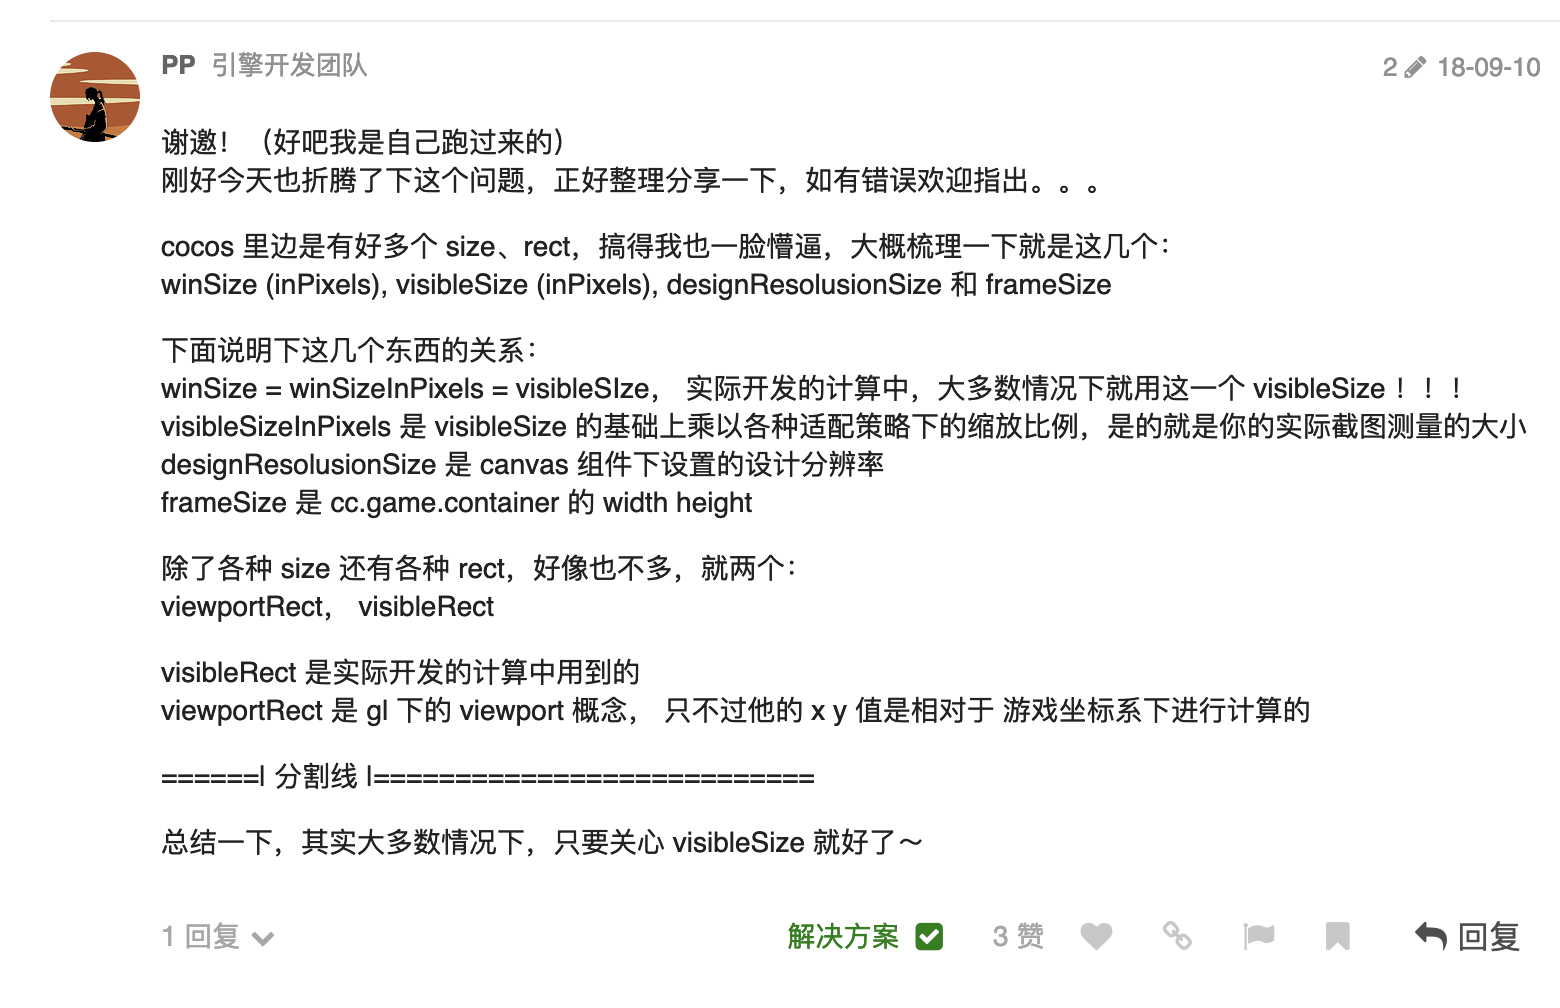 PP 引擎开发团队
2 18-09-10
谢邀！（好吧我是自己跑过来的）
刚好今天也折腾了下这个问题，正好整理分享一下，如有错误欢迎指出。。。
cocos 里边是有好多个 size、rect，搞得我也一脸懵逼，大概梳理一下就是这几个：
winSize (inPixels), visibleSize (inPixels), designResolusionSize 和 frameSize
下面说明下这几个东西的关系：
winSize = winSizeInPixels = visibleSIze， 实际开发的计算中，大多数情况下就用这一个 visibleSize ！！！
visibleSizeInPixels 是 visibleSize 的基础上乘以各种适配策略下的缩放比例，是的就是你的实际截图测量的大小
designResolusionSize 是 canvas 组件下设置的设计分辨率
frameSize 是 cc.game.container 的 width height
除了各种 size 还有各种 rect，好像也不多，就两个：
viewportRect， visibleRect
visibleRect 是实际开发的计算中用到的
viewportRect 是 gl 下的 viewport 概念， 只不过他的 x y 值是相对于 游戏坐标系下进行计算的
======| 分割线 |===========================
总结一下，其实大多数情况下，只要关心 visibleSize 就好了～
1 回复
解决方案
3 赞
回复